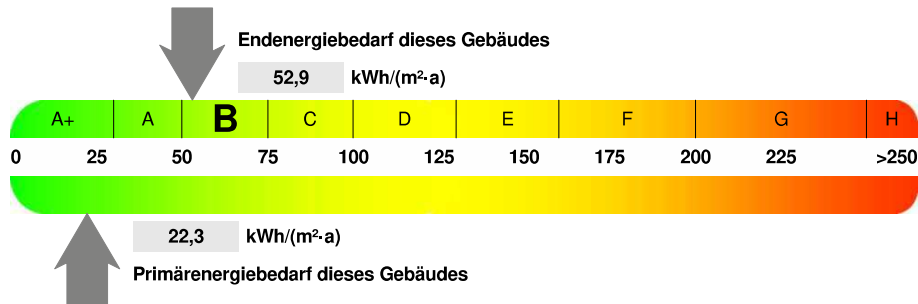 Endenergiebedarf dieses Gebäudes
52,9 kWh/(m²·a)
A+ A B C D E F G H
0 25 50 75 100 125 150 175 200 225 >250
22,3 kWh/(m²·a)
Primärenergiebedarf dieses Gebäudes